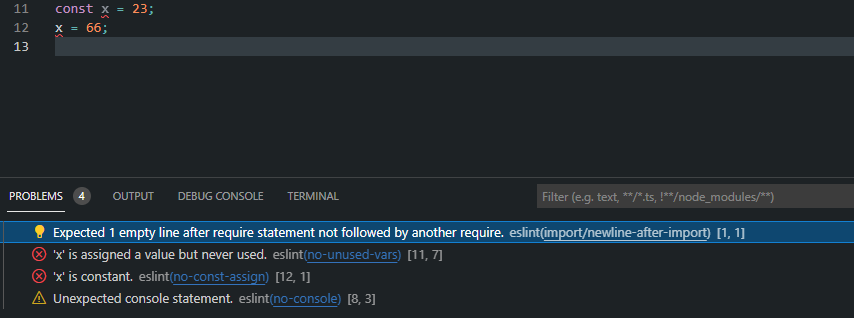 11 const x = 23;
12 x = 66;
13
PROBLEMS 4 OUTPUT DEBUG CONSOLE TERMINAL Filter (e.g. text, **/*.ts, !**/node_modules/**)
Expected 1 empty line after require statement not followed by another require. eslint(import/newline-after-import) [1, 1]
'x' is assigned a value but never used. eslint(no-unused-vars) [11, 7]
'x' is constant. eslint(no-const-assign) [12, 1]
Unexpected console statement. eslint(no-console) [8, 3]